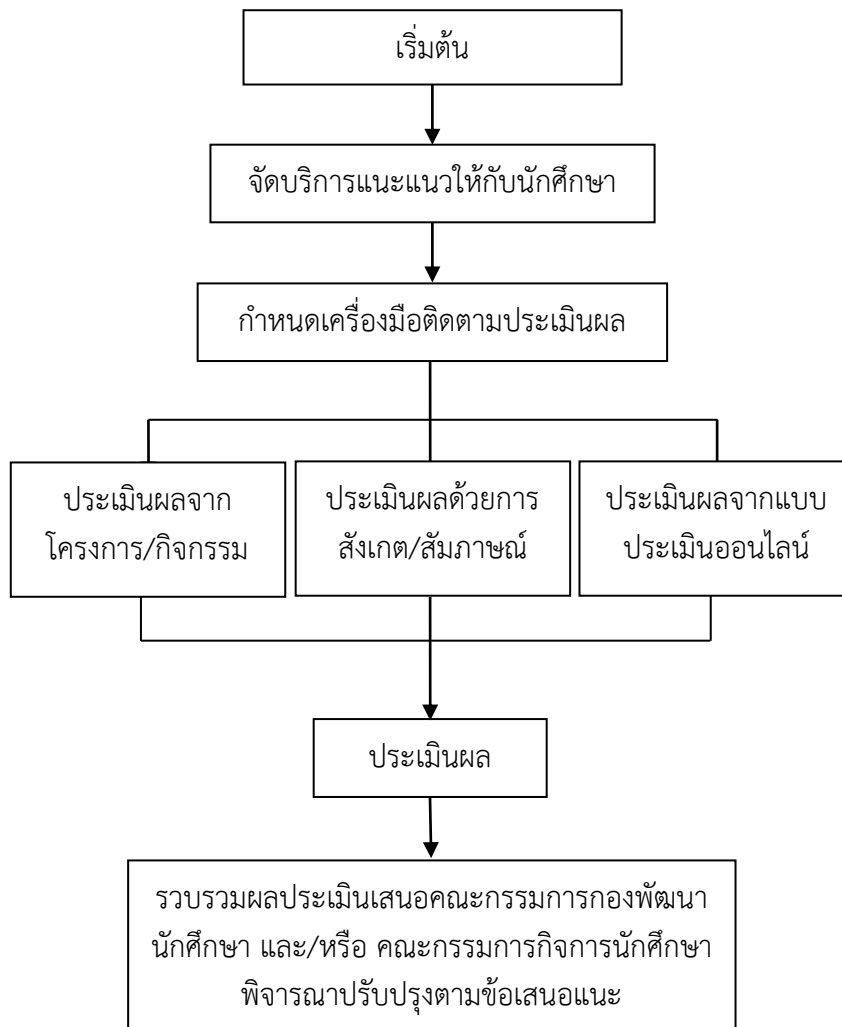 เริ่มต้น
จัดบริการแนะแนวให้กับนักศึกษา
กำหนดเครื่องมือติดตามประเมินผล
ประเมินผลจาก
โครงการ/กิจกรรม
ประเมินผลด้วยการ
สังเกต/สัมภาษณ์
ประเมินผลจากแบบ
ประเมินออนไลน์
ประเมินผล
รวบรวมผลประเมินเสนอคณะกรรมการกองพัฒนา
นักศึกษา และ/หรือ คณะกรรมการกิจการนักศึกษา
พิจารณาปรับปรุงตามข้อเสนอแนะ